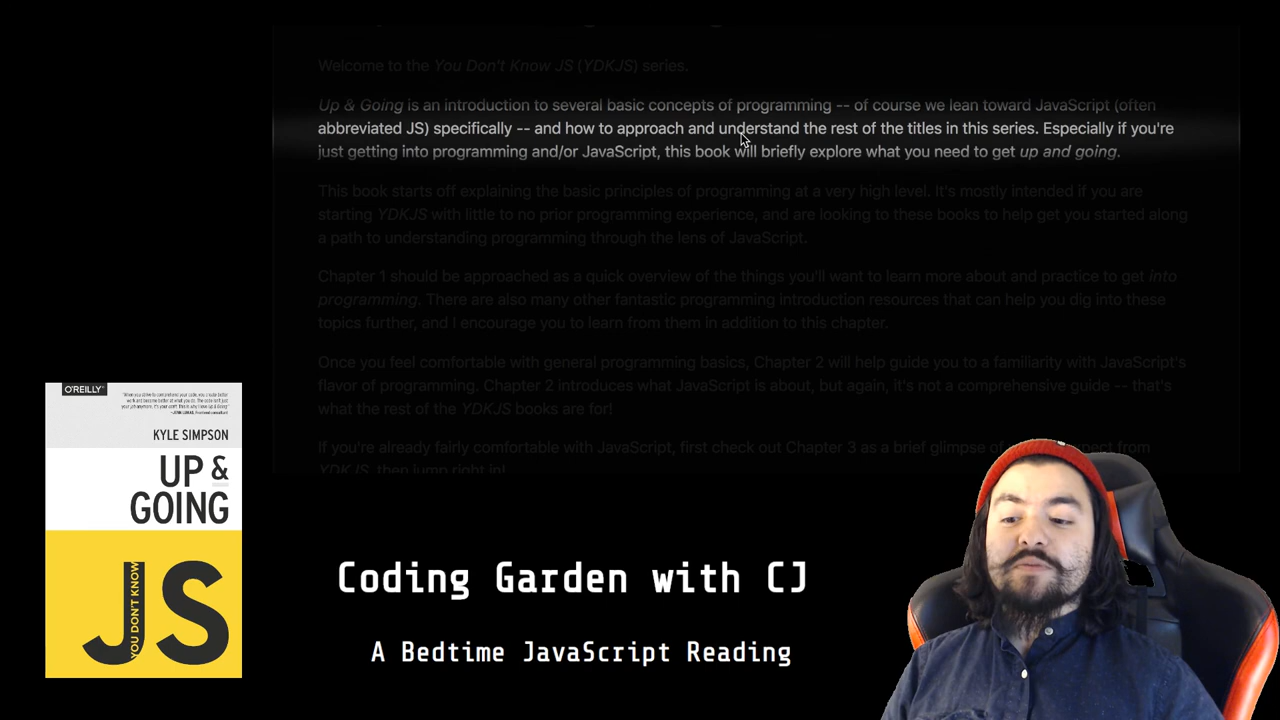 Welcome to the You Don't Know JS (YDKJS) series.
Up & Going is an introduction to several basic concepts of programming -- of course we lean toward JavaScript (often
abbreviated JS) specifically -- and how to approach and understand the rest of the titles in this series. Especially if you're
just getting into programming and/or JavaScript, this book will briefly explore what you need to get up and going.
This book starts off explaining the basic principles of programming at a very high level. It's mostly intended if you are
starting YDKJS with little to no prior programming experience, and are looking to these books to help get you started along
a path to understanding programming through the lens of JavaScript.
Chapter 1 should be approached as a quick overview of the things you'll want to learn more about and practice to get into
programming. There are also many other fantastic programming introduction resources that can help you dig into these
topics further, and I encourage you to learn from them in addition to this chapter.
Once you feel comfortable with general programming basics, Chapter 2 will help guide you to a familiarity with JavaScript's
flavor of programming. Chapter 2 introduces what JavaScript is about, but again, it's not a comprehensive guide -- that's
what the rest of the YDKJS books are for!
If you're already fairly comfortable with JavaScript, first check out Chapter 3 as a brief glimpse of from
YDKJS, then jump right in!
O'REILLY
KYLE SIMPSON
UP &
GOING
YOU DON'T KNOW
JS
Coding Garden with CJ
A Bedtime JavaScript Reading